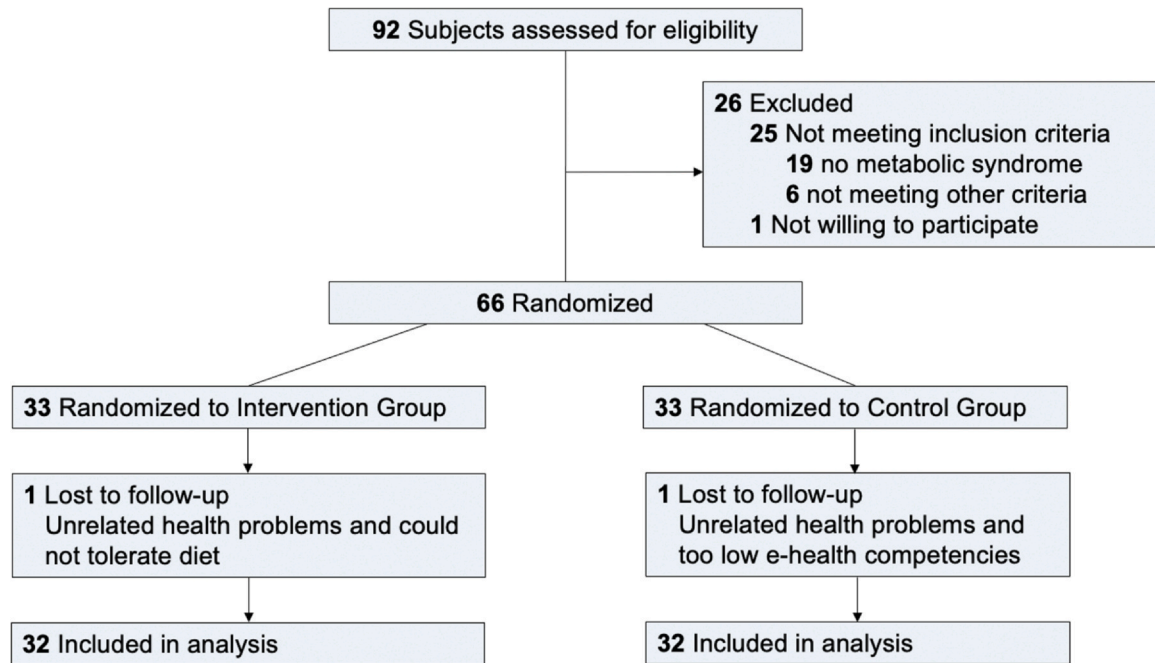 92 Subjects assessed for eligibility
26 Excluded
25 Not meeting inclusion criteria
19 no metabolic syndrome
6 not meeting other criteria
1 Not willing to participate
66 Randomized
33 Randomized to Intervention Group
33 Randomized to Control Group
1 Lost to follow-up
Unrelated health problems and could
not tolerate diet
1 Lost to follow-up
Unrelated health problems and
too low e-health competencies
32 Included in analysis
32 Included in analysis